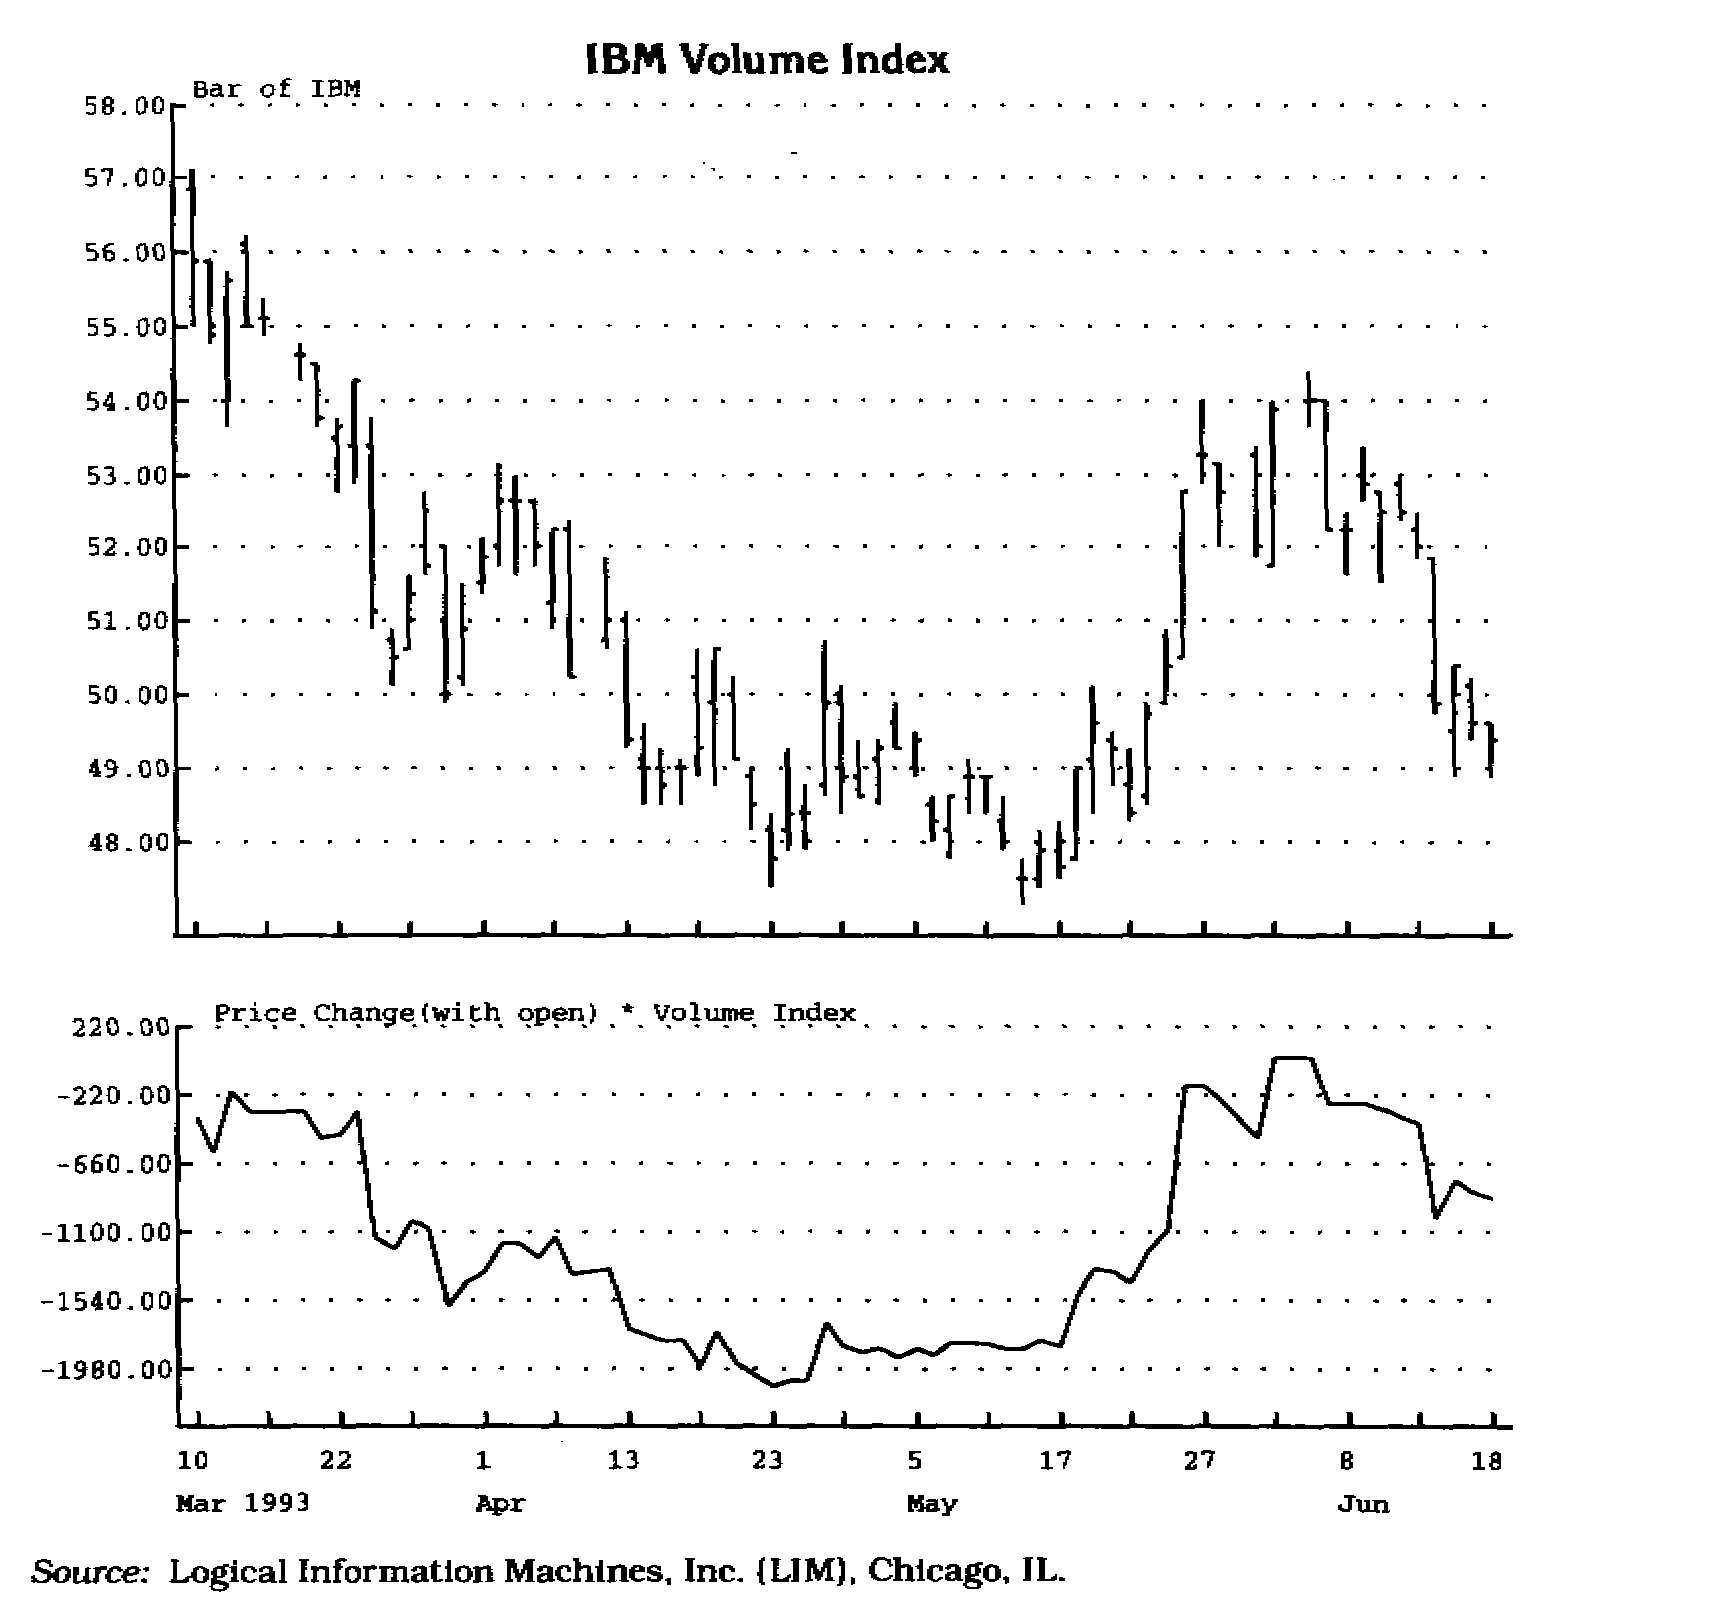 IBM Volume Index
Bar of IBM
58.00
57.00
56.00
55.00
54.00
53.00
52.00
51.00
50.00
49.00
48.00
Price Change(with open) * Volume Index
220.00
-220.00
-660.00
-1100.00
-1540.00
-1980.00
10 22 1 13 23 5 17 27 8 18
Mar 1993 Apr May Jun
Source: Logical Information Machines, Inc. (LIM), Chicago, IL.